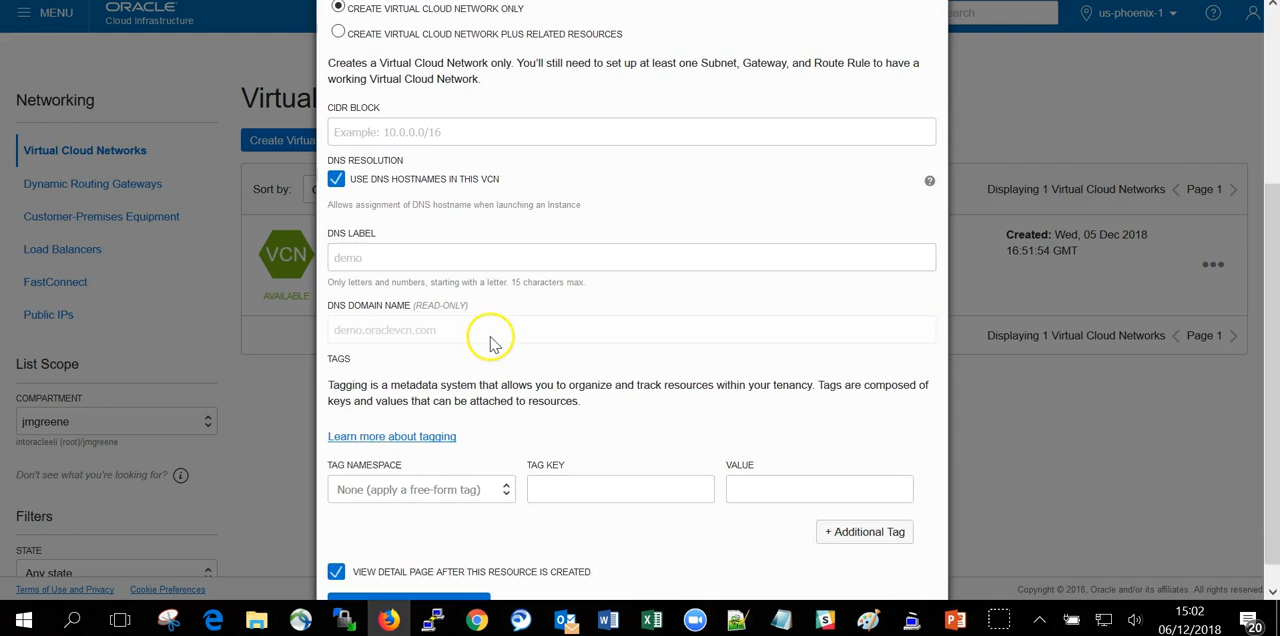 MENU
ORACLE
Cloud Infrastructure
earch
us-phoenix-1
Networking
Virtual Cloud Networks
Dynamic Routing Gateways
Customer-Premises Equipment
Load Balancers
FastConnect
Public IPs
List Scope
COMPARTMENT
jmgreene
intoracleeli (root)/jmgreene
Don't see what you're looking for?
Filters
STATE
Any state
Virtual
Create Virtua
Sort by:
VCN
AVAILABLE
CREATE VIRTUAL CLOUD NETWORK ONLY
CREATE VIRTUAL CLOUD NETWORK PLUS RELATED RESOURCES
Creates a Virtual Cloud Network only. You'll still need to set up at least one Subnet, Gateway, and Route Rule to have a
working Virtual Cloud Network.
CIDR BLOCK
Example: 10.0.0.0/16
DNS RESOLUTION
USE DNS HOSTNAMES IN THIS VCN
Allows assignment of DNS hostname when launching an Instance
DNS LABEL
demo
Only letters and numbers, starting with a letter. 15 characters max.
DNS DOMAIN NAME (READ-ONLY)
demo.oraclevcn.com
TAGS
Tagging is a metadata system that allows you to organize and track resources within your tenancy. Tags are composed of
keys and values that can be attached to resources.
Learn more about tagging
TAG NAMESPACE
TAG KEY
VALUE
None (apply a free-form tag)
+ Additional Tag
VIEW DETAIL PAGE AFTER THIS RESOURCE IS CREATED
Displaying 1 Virtual Cloud Networks
Page 1
Created: Wed, 05 Dec 2018
16:51:54 GMT
Displaying 1 Virtual Cloud Networks
Page 1
Terms of Use and Privacy
Cookie Preferences
Copyright © 2018, Oracle and/or its affiliates. All rights reserved.
15:02
06/12/2018
20